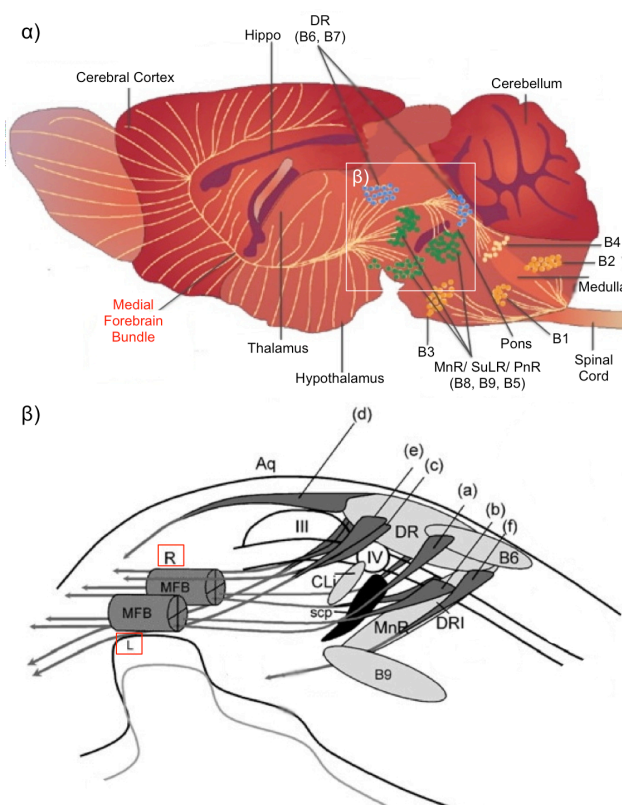 α)
DR
(B6, B7)
Hippo
Cerebral Cortex
Cerebellum
β)
B4
B2
Medulla
Medial
Forebrain
Bundle
Thalamus
Hypothalamus
B3
MnR/ SuLR/ PnR
(B8, B9, B5)
Pons
B1
Spinal
Cord
β)
(d)
(e)
(c)
Aq
(a)
(b)
(f)
III
DR
R
IV
B6
CLi
MFB
MFB
scp
MnR
DRI
L
B9